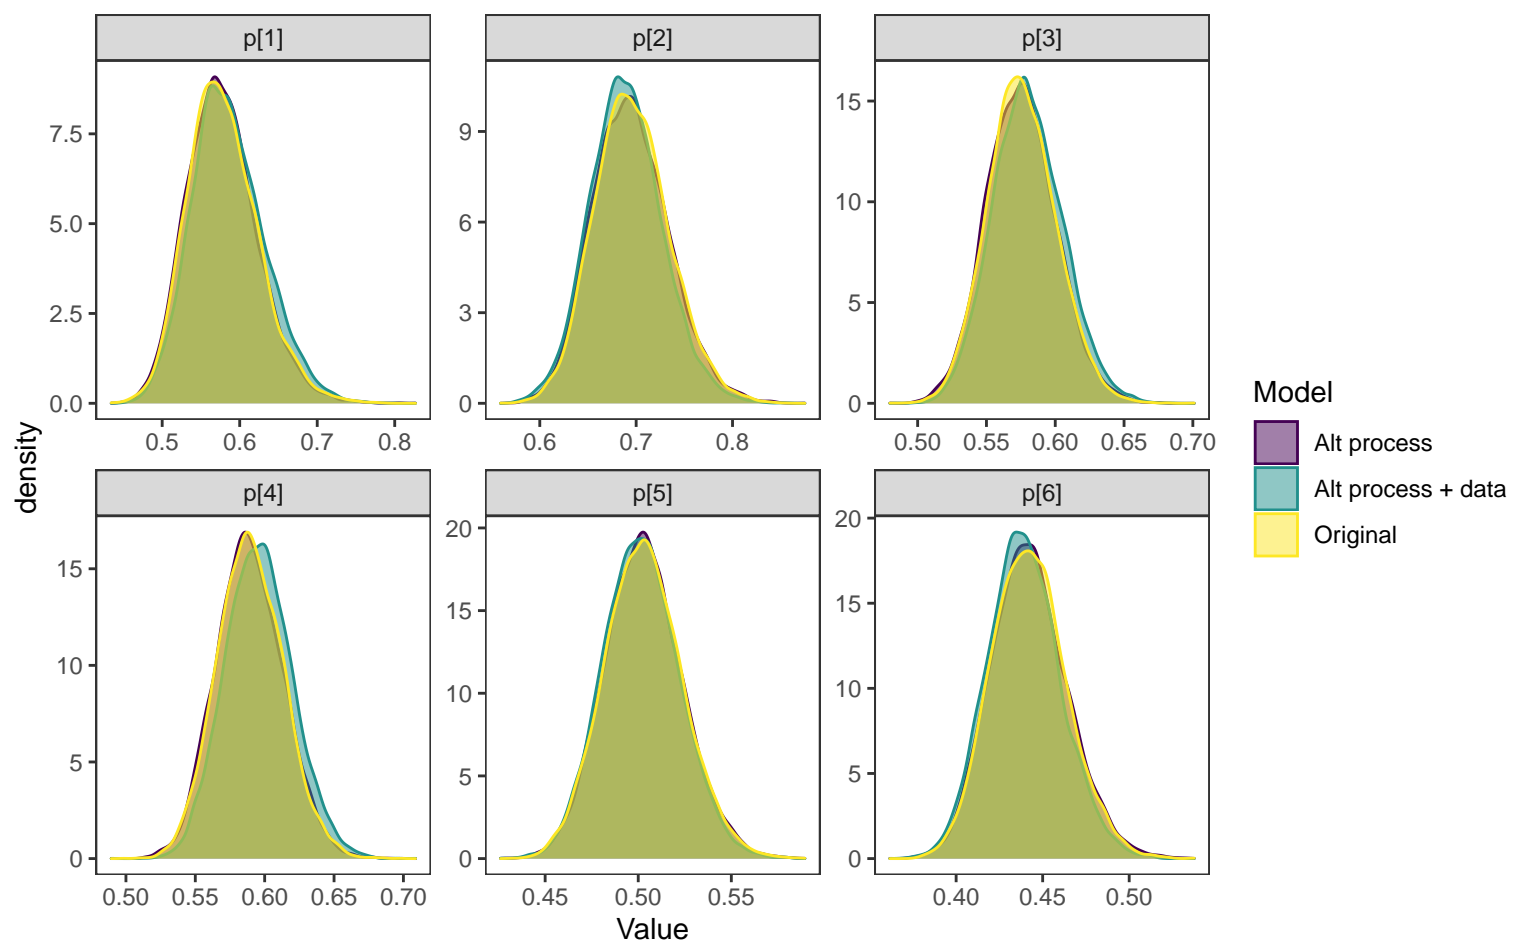 p[1]
p[2]
p[3]
7.5
5.0
2.5
0.0
9
6
3
0
15
10
5
0
0.5 0.6 0.7 0.8
0.6 0.7 0.8
0.50 0.55 0.60 0.65 0.70
p[4]
p[5]
p[6]
15
10
5
0
20
15
10
5
0
20
15
10
5
0
0.50 0.55 0.60 0.65 0.70
0.45 0.50 0.55
0.40 0.45 0.50
density
Value
Model
Alt process
Alt process + data
Original